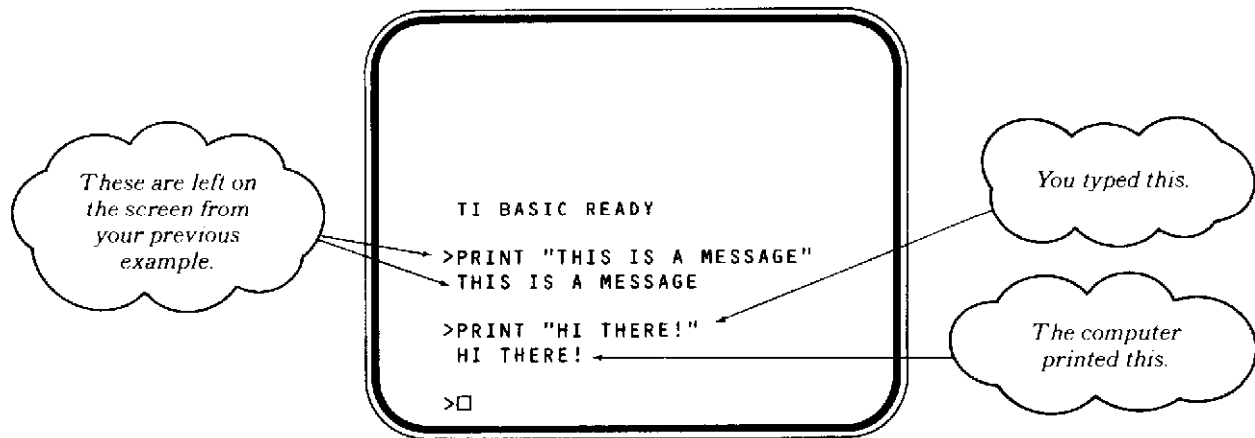 These are left on
the screen from
your previous
example.
TI BASIC READY
>PRINT "THIS IS A MESSAGE"
THIS IS A MESSAGE
>PRINT "HI THERE!"
HI THERE!
>□
You typed this.
The computer
printed this.